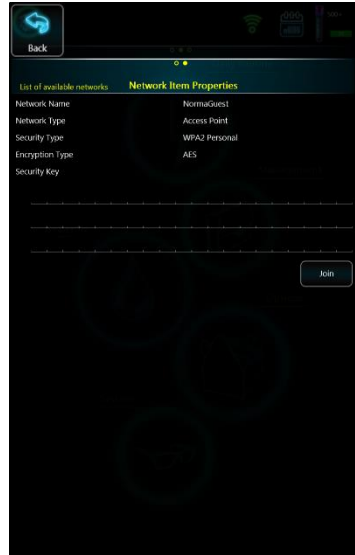 Back
List of available networks Network Item Properties
Network Name NormaGuest
Network Type Access Point
Security Type WPA2 Personal
Encryption Type AES
Security Key
Join